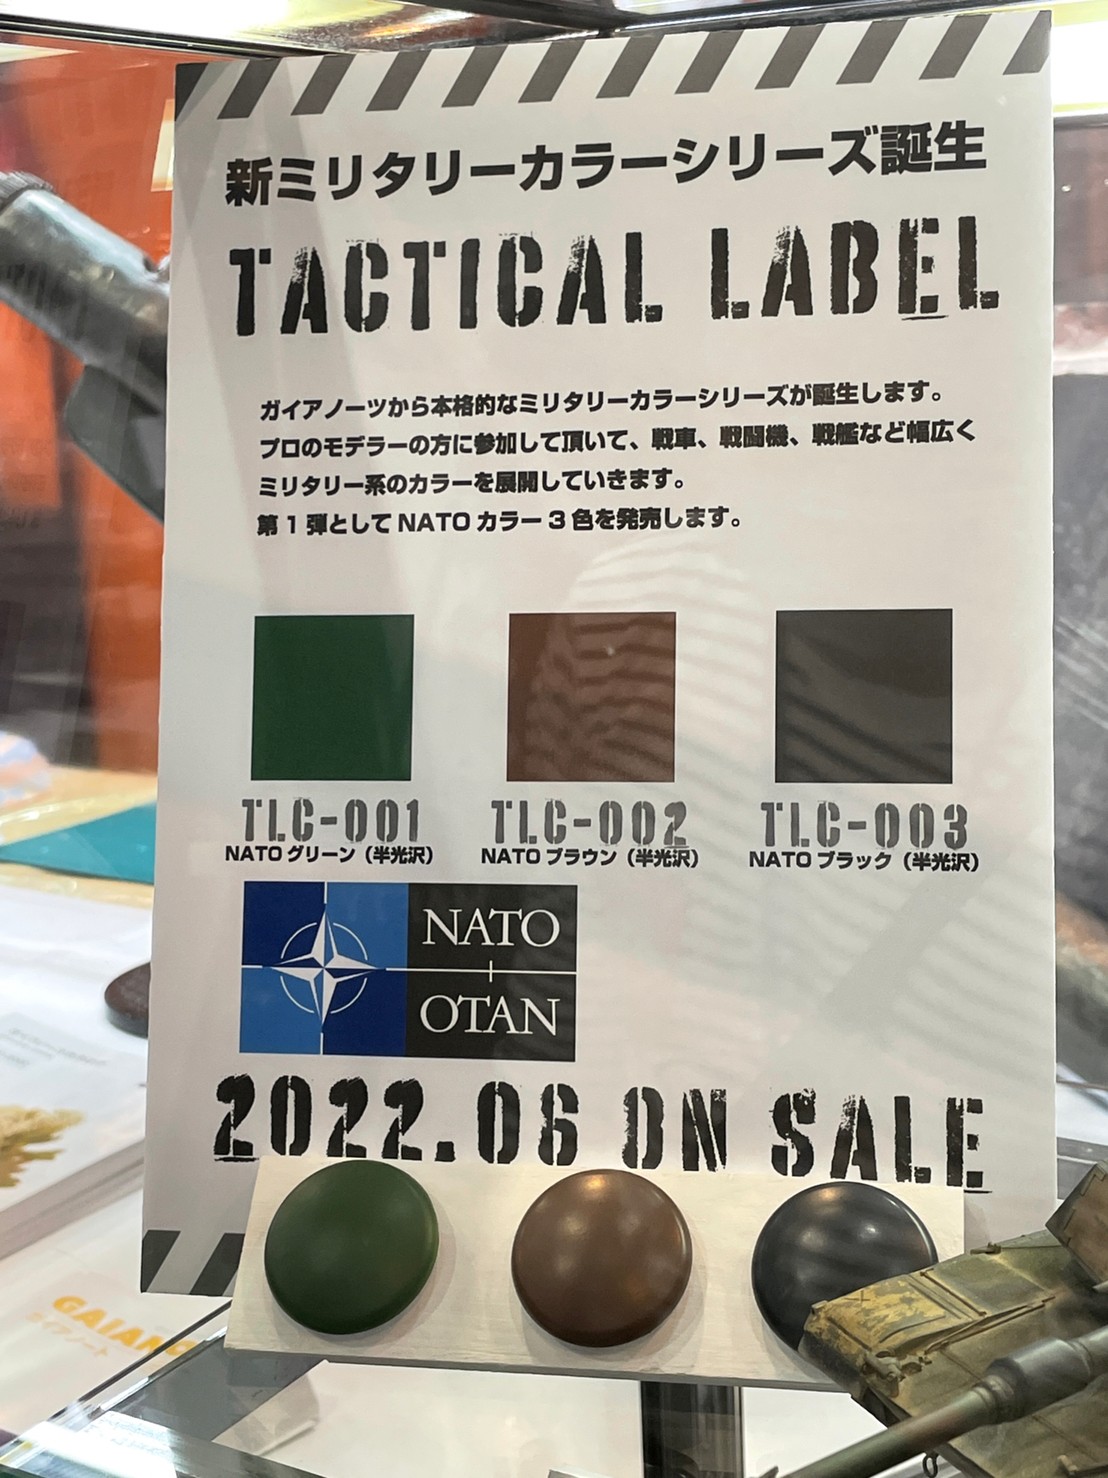 新ミリタリーカラーシリーズ誕生
TACTICAL LABEL
ガイアノーツから本格的なミリタリーカラーシリーズが誕生します。
プロのモデラーの方に参加して頂いて、戦車、戦闘機、戦艦など幅広く
ミリタリー系のカラーを展開していきます。
第1弾としてNATOカラー3色を発売します。
TLC-001
NATOグリーン（半光沢）
TLC-002
NATOブラウン（半光沢）
TLC-003
NATOブラック（半光沢）
NATO
OTAN
2022.06 ON SALE